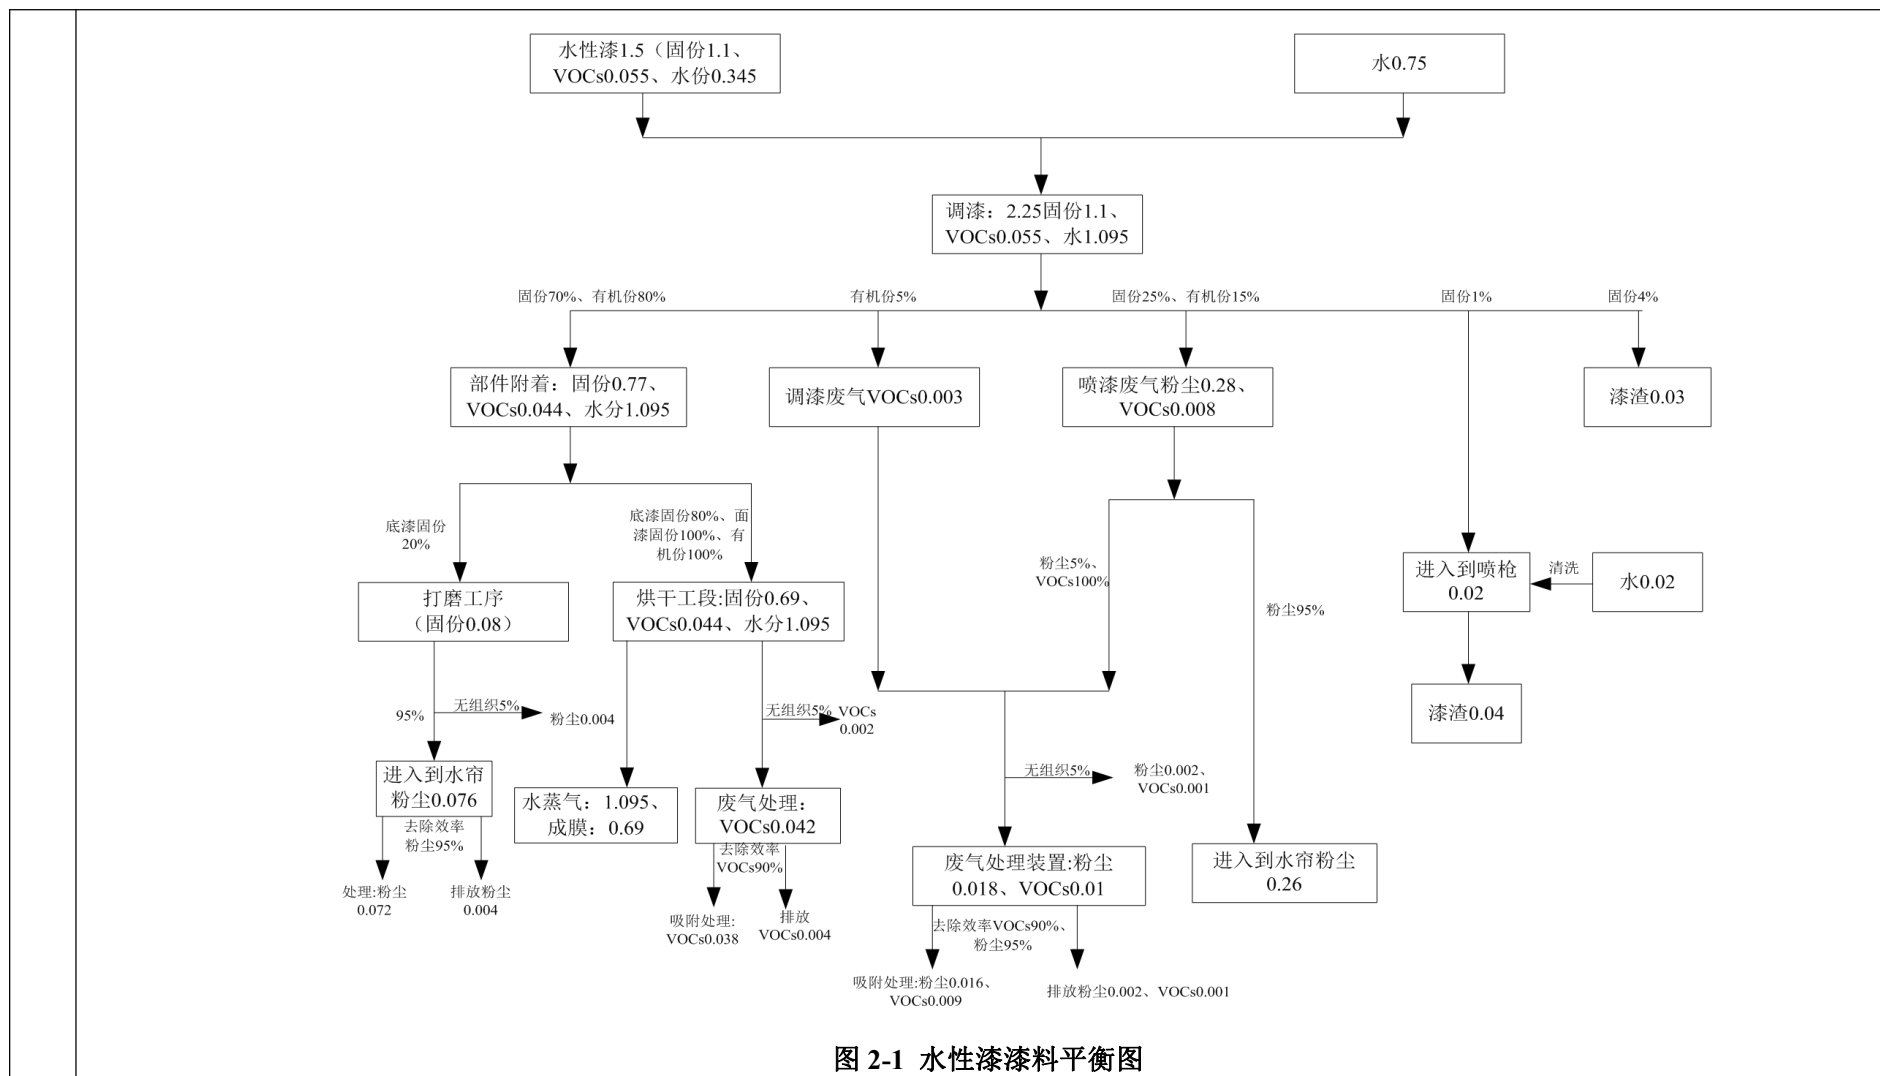 水性漆1.5（固份1.1、
VOCs0.055、水份0.345
水0.75
调漆：2.25固份1.1、
VOCs0.055、水1.095
固份70%、有机份80%
有机份5%
固份25%、有机份15%
固份1%
固份4%
部件附着：固份0.77、
VOCs0.044、水分1.095
调漆废气VOCs0.003
喷漆废气粉尘0.28、
VOCs0.008
漆渣0.03
底漆固份
20%
底漆固份80%、面
漆固份100%、有
机份100%
粉尘5%、
VOCs100%
粉尘95%
进入到喷枪
0.02
清洗
水0.02
打磨工序
（固份0.08）
烘干工段:固份0.69、
VOCs0.044、水分1.095
漆渣0.04
95%
无组织5%
粉尘0.004
无组织5%
VOCs
0.002
无组织5%
粉尘0.002、
VOCs0.001
进入到水帘
粉尘0.076
水蒸气：1.095、
成膜：0.69
废气处理：
VOCs0.042
去除效率
粉尘95%
去除效率
VOCs90%
废气处理装置:粉尘
0.018、VOCs0.01
进入到水帘粉尘
0.26
处理:粉尘
0.072
排放粉尘
0.004
吸附处理:
VOCs0.038
排放
VOCs0.004
去除效率VOCs90%、
粉尘95%
吸附处理:粉尘0.016、
VOCs0.009
排放粉尘0.002、VOCs0.001
图 2-1 水性漆漆料平衡图